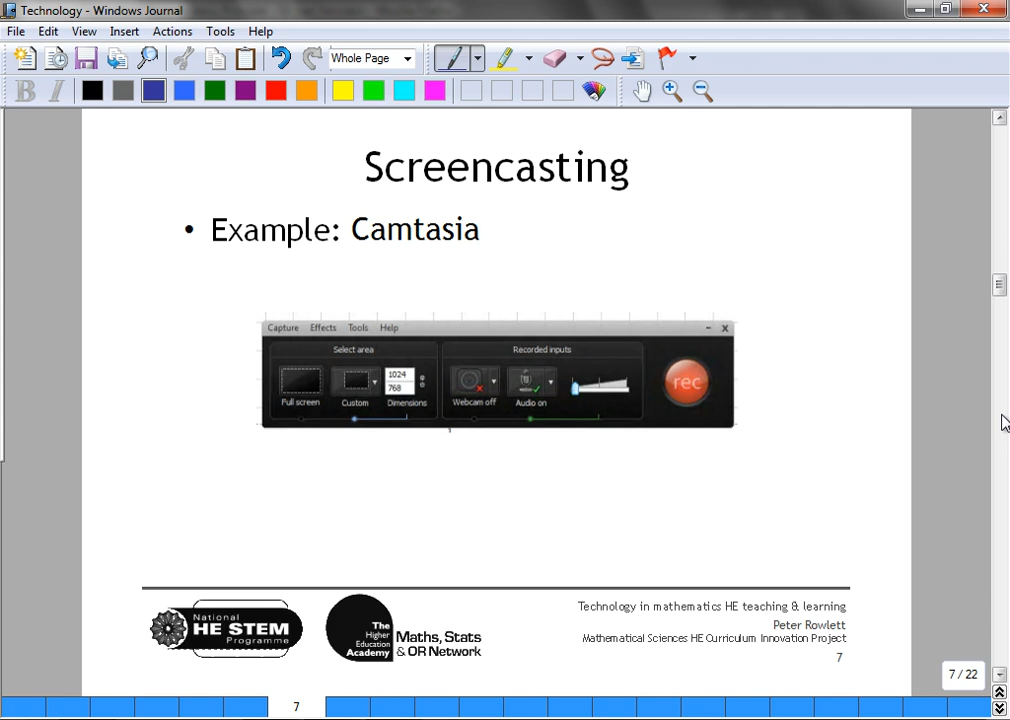 Technology - Windows Journal
File Edit View Insert Actions Tools Help
Whole Page
B I
Screencasting
• Example: Camtasia
Capture Effects Tools Help
Select area Recorded inputs
1024
768
rec
Full screen Custom Dimensions Webcam off Audio on
National
HE STEM
Programme
The
Higher
Education
Academy
Maths, Stats
& OR Network
Technology in mathematics HE teaching & learning
Peter Rowlett
Mathematical Sciences HE Curriculum Innovation Project
7
7 / 22
7